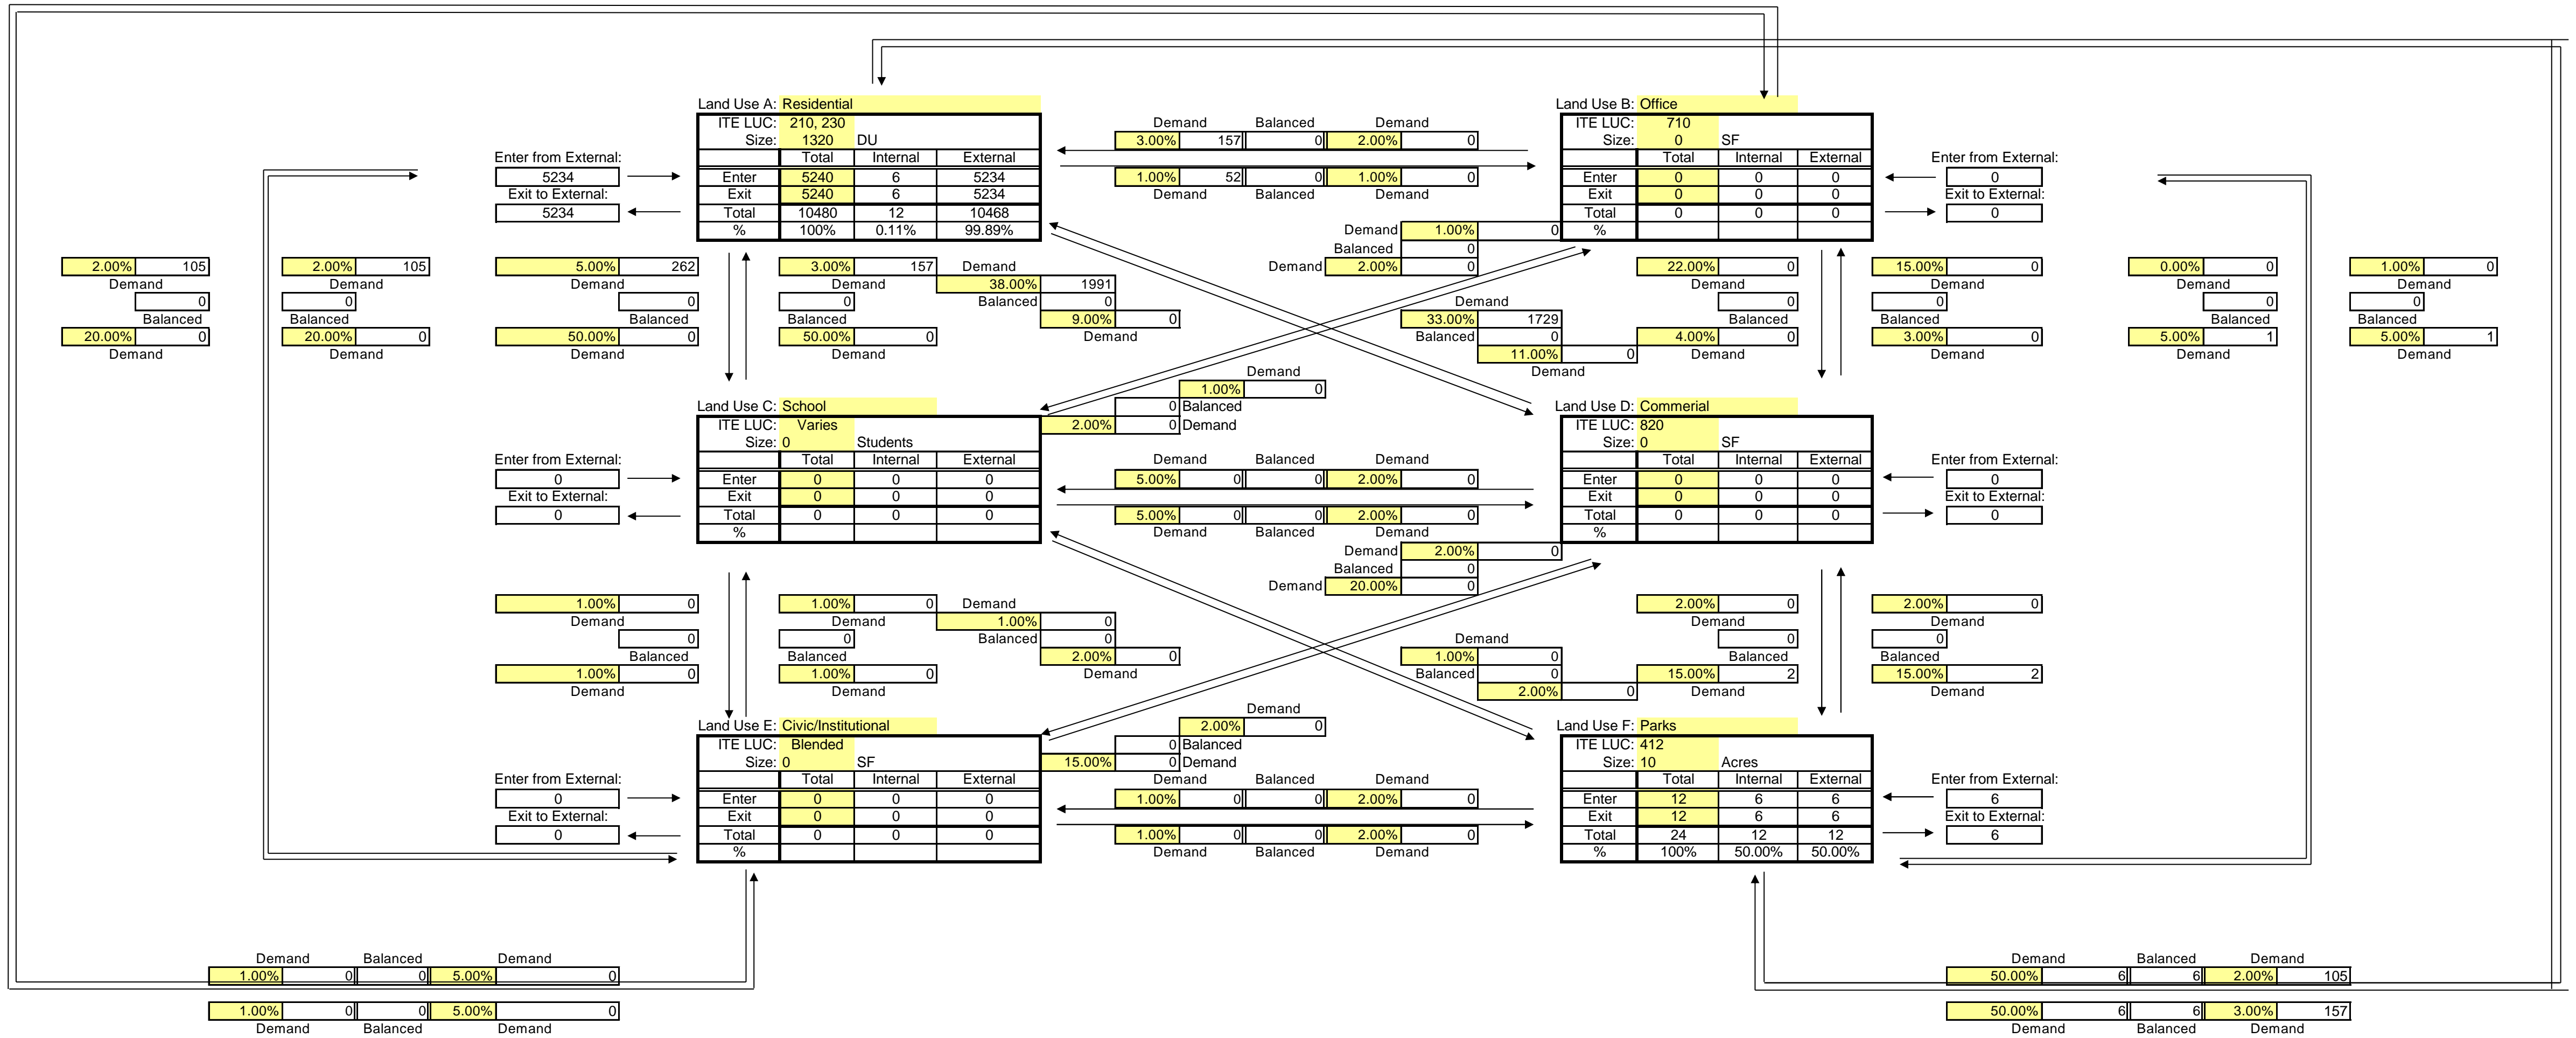 Land Use A: Residential
ITE LUC: 210, 230
Size: 1320 DU
Total Internal External
Enter 5240 6 5234
Exit 5240 6 5234
Total 10480 12 10468
% 100% 0.11% 99.89%
Enter from External:
5234
Exit to External:
5234
Demand Balanced Demand
3.00% 157 0 2.00% 0
1.00% 52 0 1.00% 0
Demand Balanced Demand
Land Use B: Office
ITE LUC: 710
Size: 0 SF
Total Internal External
Enter 0 0 0
Exit 0 0 0
Total 0 0 0
%
Enter from External:
0
Exit to External:
0
Demand 1.00% 0
Balanced 0
Demand 2.00% 0
2.00% 105
Demand
0
Balanced
20.00% 0
Demand
2.00% 105
Demand
0
Balanced
20.00% 0
Demand
5.00% 262
Demand
0
Balanced
50.00% 0
Demand
3.00% 157
Demand
0
Balanced
50.00% 0
Demand
Demand
38.00% 1991
Balanced 0
9.00% 0
Demand
Demand
33.00% 1729
Balanced 0
11.00% 0
Demand
22.00% 0
Demand
0
Balanced
4.00% 0
Demand
15.00% 0
Demand
0
Balanced
3.00% 0
Demand
0.00% 0
Demand
0
Balanced
5.00% 1
Demand
1.00% 0
Demand
0
Balanced
5.00% 1
Demand
Demand
1.00% 0
0 Balanced
2.00% 0 Demand
Land Use C: School
ITE LUC: Varies
Size: 0 Students
Total Internal External
Enter 0 0 0
Exit 0 0 0
Total 0 0 0
%
Enter from External:
0
Exit to External:
0
Demand Balanced Demand
5.00% 0 0 2.00% 0
5.00% 0 0 2.00% 0
Demand Balanced Demand
Land Use D: Commerial
ITE LUC: 820
Size: 0 SF
Total Internal External
Enter 0 0 0
Exit 0 0 0
Total 0 0 0
%
Enter from External:
0
Exit to External:
0
Demand 2.00% 0
Balanced 0
Demand 20.00% 0
1.00% 0
Demand
0
Balanced
1.00% 0
Demand
1.00% 0
Demand
0
Balanced
1.00% 0
Demand
Demand
1.00% 0
Balanced 0
2.00% 0
Demand
Demand
1.00% 0
Balanced 0
2.00% 0
2.00% 0
Demand
0
Balanced
15.00% 2
Demand
2.00% 0
Demand
0
Balanced
15.00% 2
Demand
Demand
2.00% 0
0 Balanced
15.00% 0 Demand
Land Use E: Civic/Institutional
ITE LUC: Blended
Size: 0 SF
Total Internal External
Enter 0 0 0
Exit 0 0 0
Total 0 0 0
%
Enter from External:
0
Exit to External:
0
Demand Balanced Demand
1.00% 0 0 2.00% 0
1.00% 0 0 2.00% 0
Demand Balanced Demand
Land Use F: Parks
ITE LUC: 412
Size: 10 Acres
Total Internal External
Enter 12 6 6
Exit 12 6 6
Total 24 12 12
% 100% 50.00% 50.00%
Enter from External:
6
Exit to External:
6
Demand Balanced Demand
1.00% 0 0 5.00% 0
1.00% 0 0 5.00% 0
Demand Balanced Demand
Demand Balanced Demand
50.00% 6 6 2.00% 105
50.00% 6 6 3.00% 157
Demand Balanced Demand